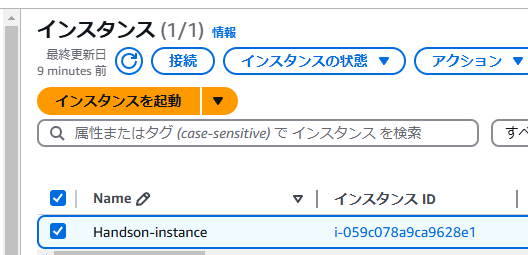 インスタンス (1/1) 情報
最終更新日
9 minutes 前
接続
インスタンスの状態
アクション
インスタンスを起動
属性またはタグ (case-sensitive) で インスタンス を検索
すべ
Name
インスタンス ID
Handson-instance
i-059c078a9ca9628e1